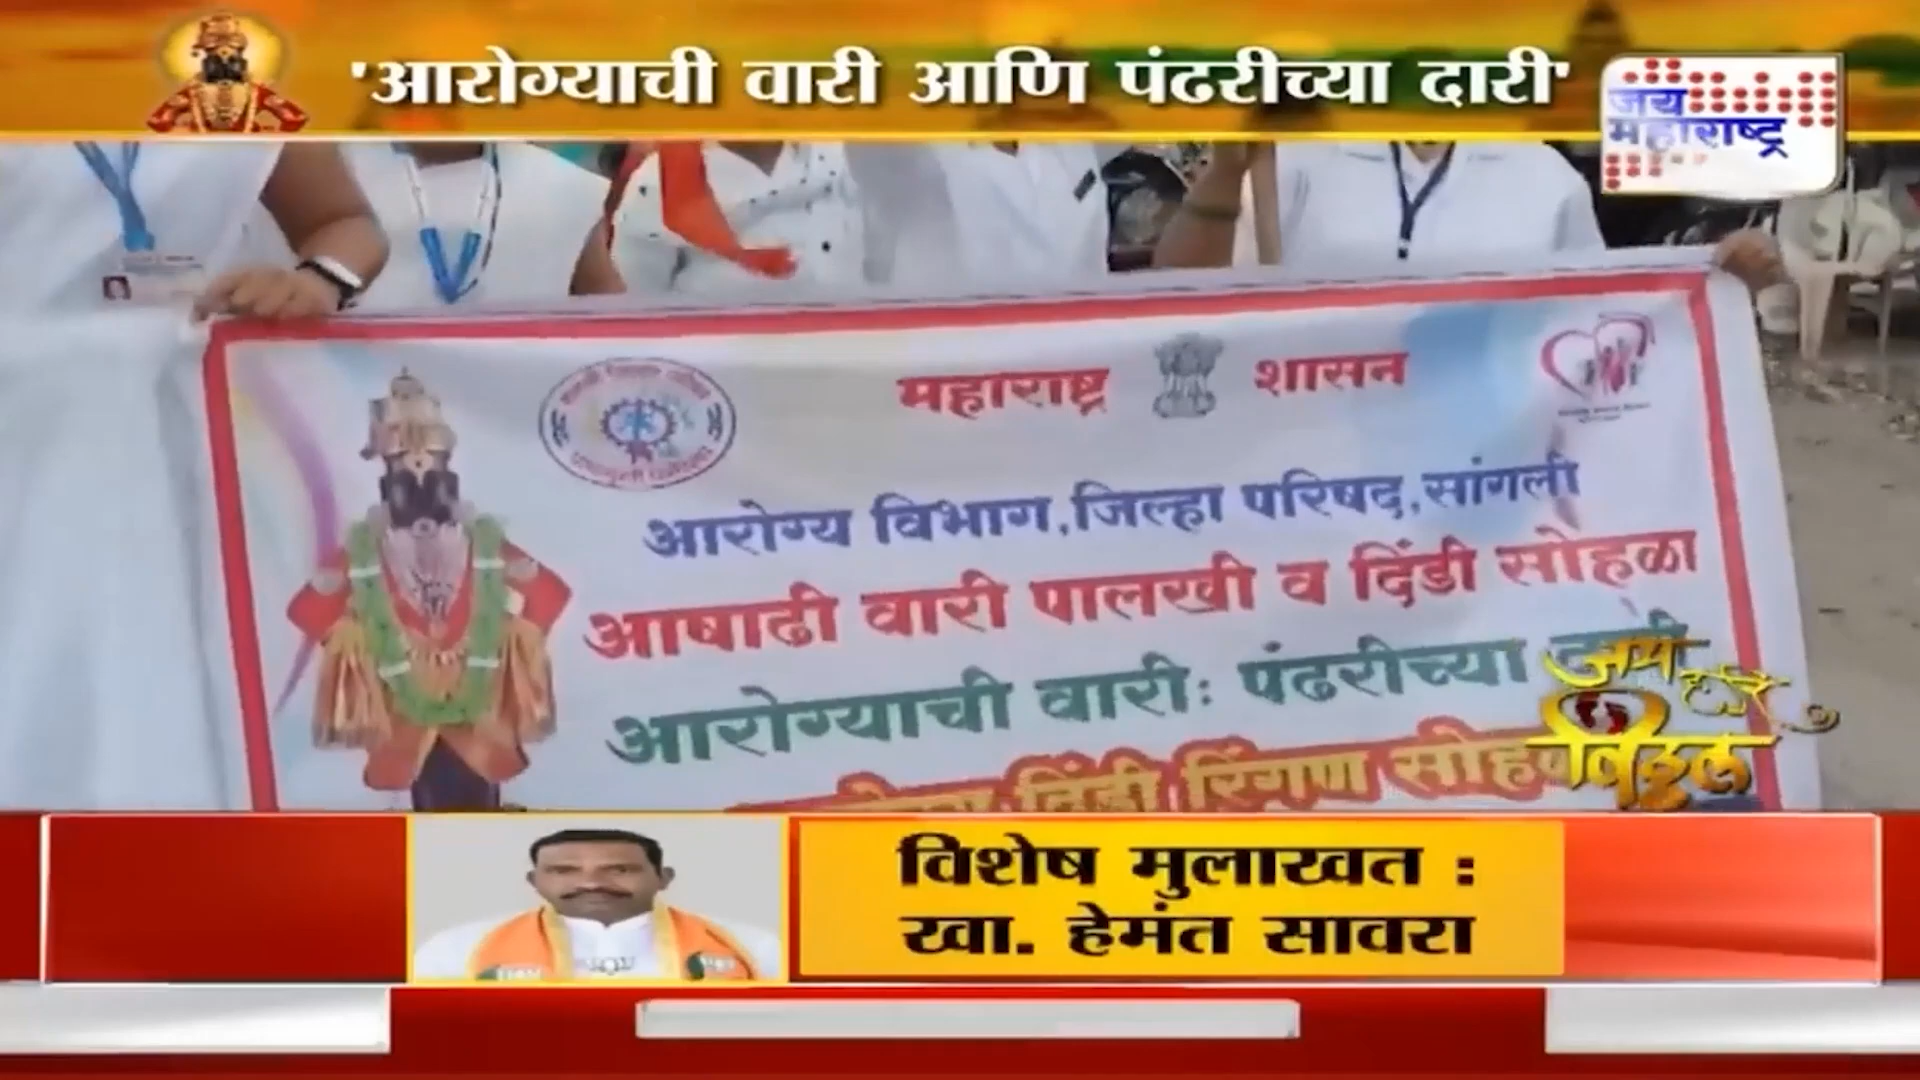 'आरोग्याची वारी आणि पंढरीच्या दारी'
जय
महाराष्ट्र
महाराष्ट्र शासन
आरोग्य विभाग,जिल्हा परिषद,सांगली
आषाढी वारी पालखी व दिंडी सोहळा
आरोग्याची वारी: पंढरीच्या
दिंडी रिंगण
जय हरि
विठ्ठल
विशेष मुलाखत :
खा. हेमंत सावरा